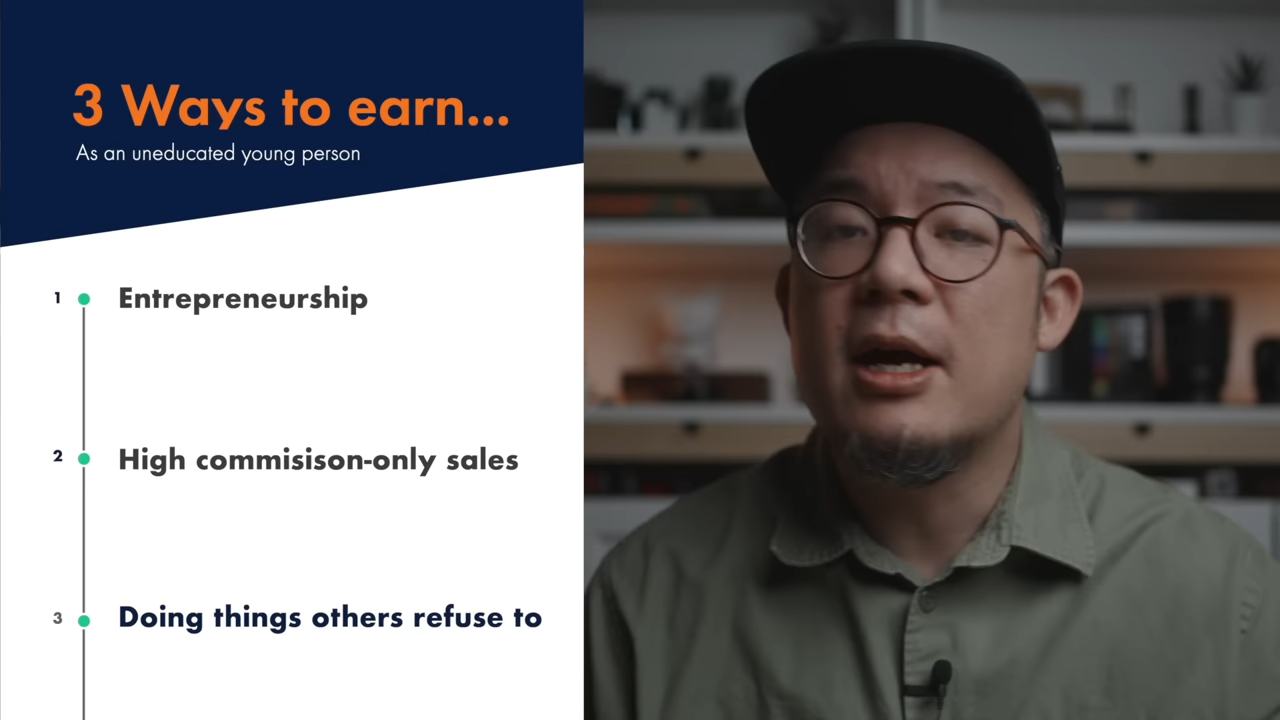 3 Ways to earn...
As an uneducated young person
1 Entrepreneurship
2 High commisison-only sales
3 Doing things others refuse to